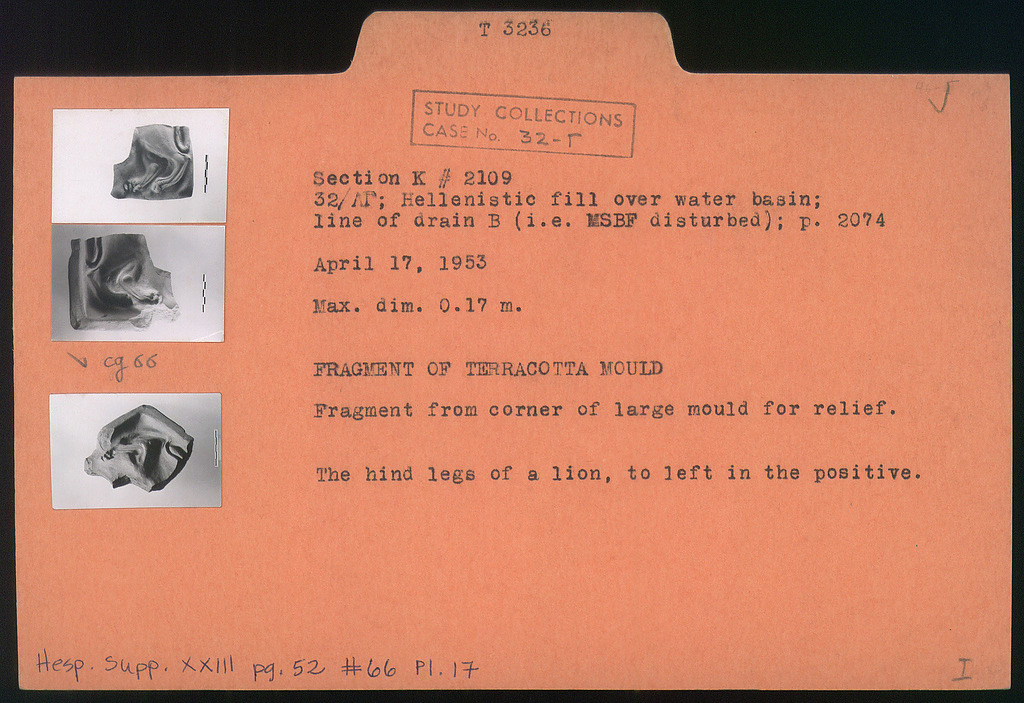 T 3236
STUDY COLLECTIONS
CASE No. 32-Γ
Section K # 2109
32/ΛΓ; Hellenistic fill over water basin;
line of drain B (i.e. MSBF disturbed); p. 2074
April 17, 1953
Max. dim. 0.17 m.
cg 66
FRAGMENT OF TERRACOTTA MOULD
Fragment from corner of large mould for relief.
The hind legs of a lion, to left in the positive.
Hesp. Supp. XXIII pg. 52 #66 Pl. 17
I